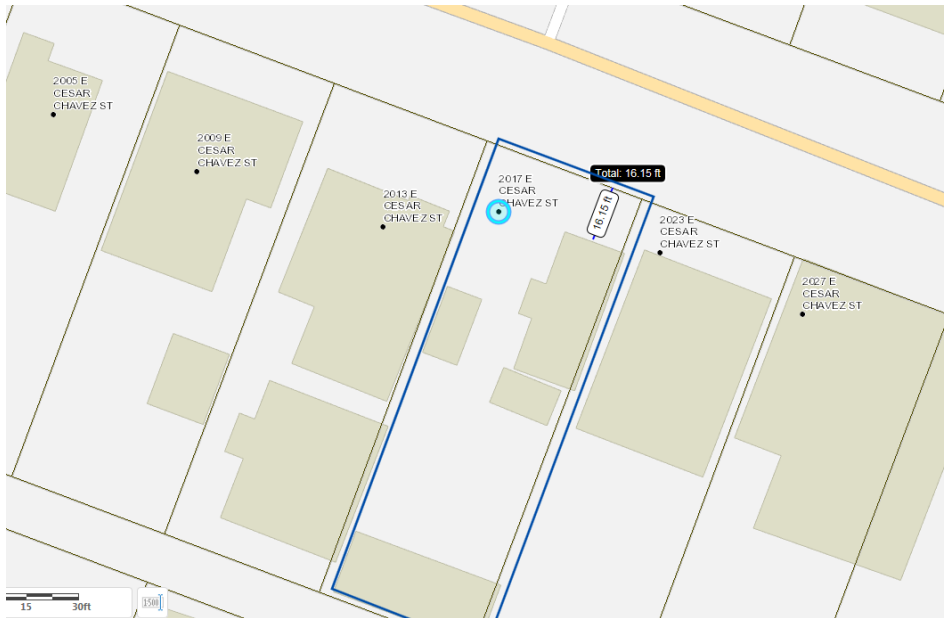 2005 E
CESAR
CHAVEZ ST
2009 E
CESAR
CHAVEZ ST
2013 E
CESAR
CHAVEZ ST
2017 E
CESAR
CHAVEZ ST
Total: 16.15 ft
16.15 ft
2023 E
CESAR
CHAVEZ ST
2027 E
CESAR
CHAVEZ ST
15
30ft
1500